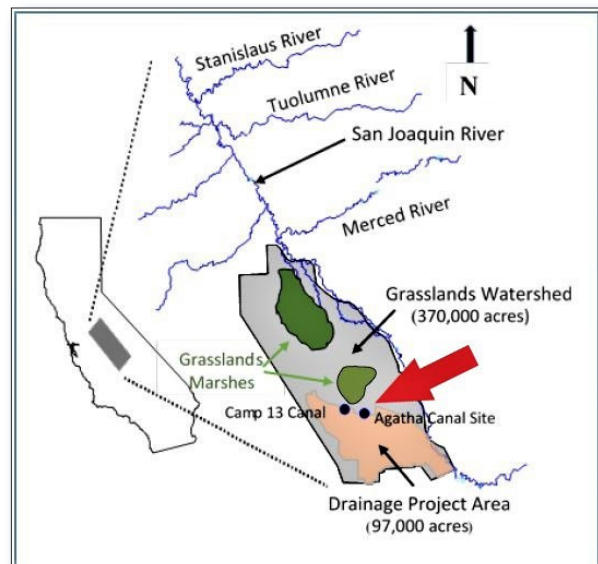 Stanislaus River
N
Tuolumne River
San Joaquin River
Merced River
Grasslands Watershed
(370,000 acres)
Grasslands
Marshes
Camp 13 Canal
Agatha Canal Site
Drainage Project Area
(97,000 acres)